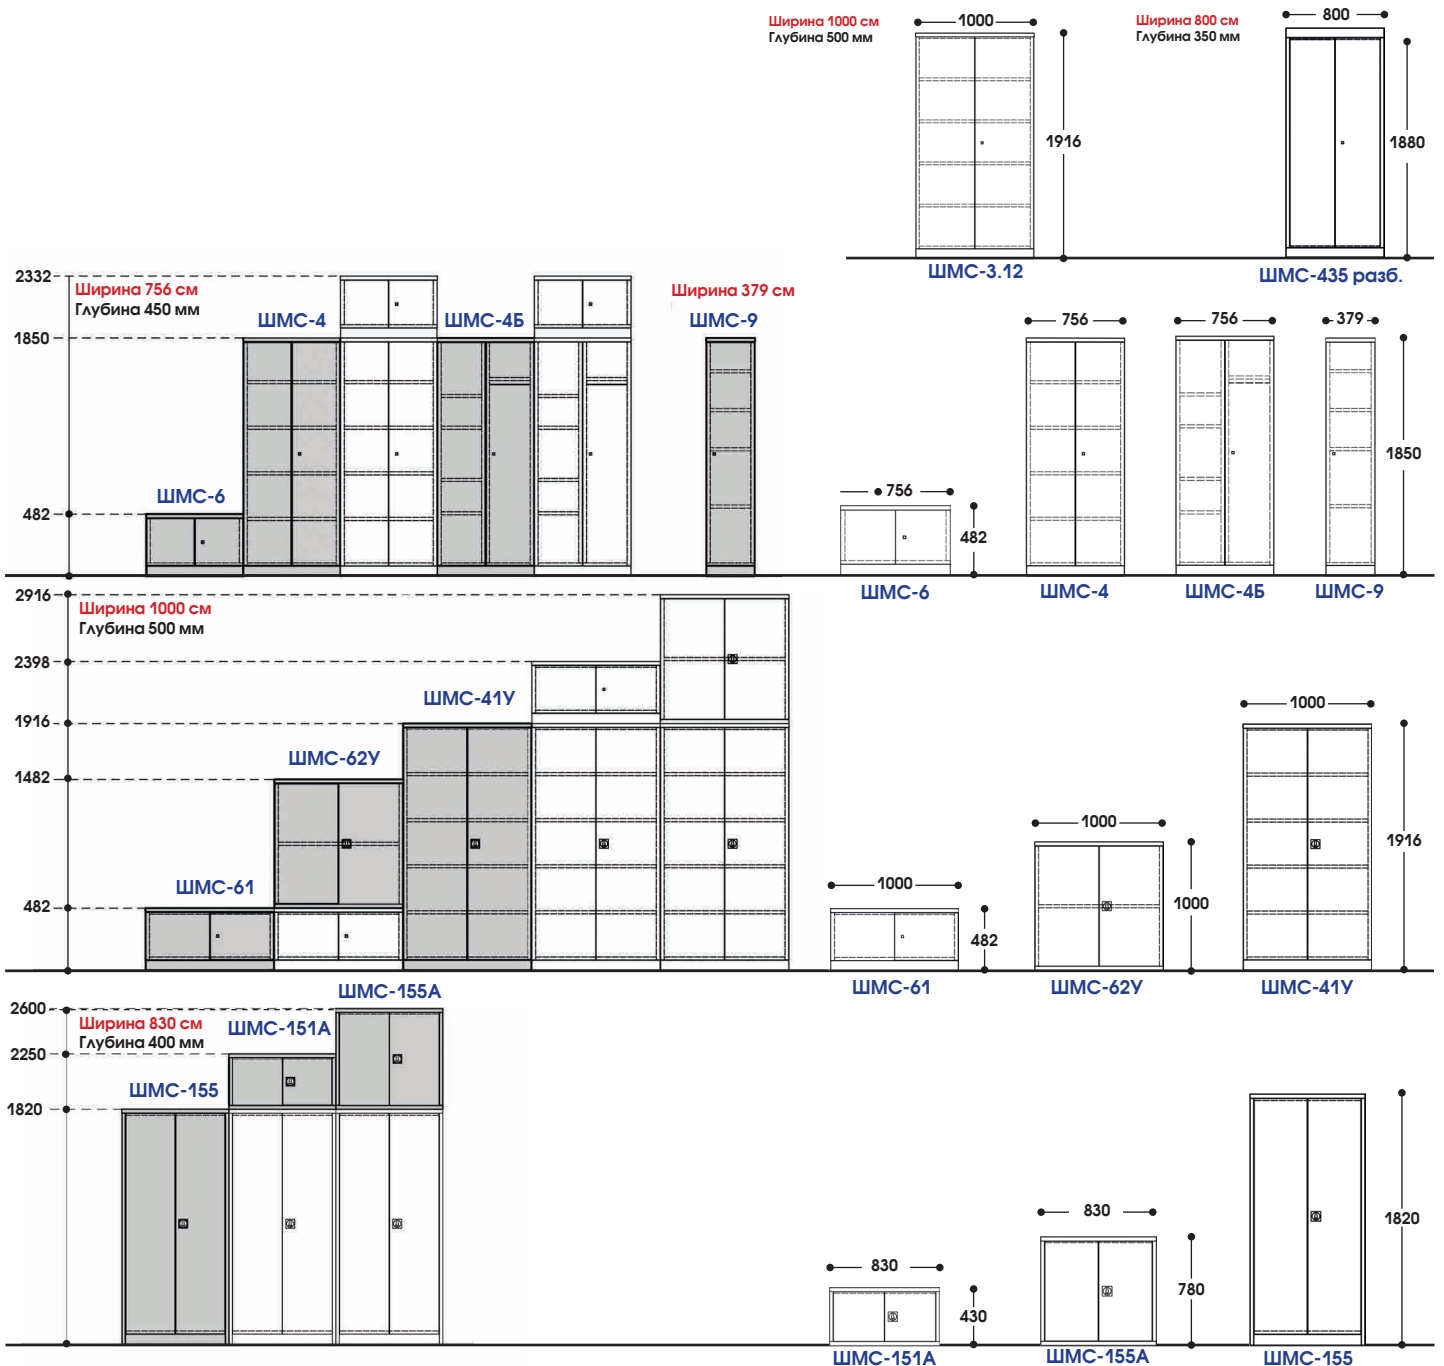 Ширина 1000 см
Глубина 500 мм
1000
1916
ШМС-3.12
Ширина 800 см
Глубина 350 мм
800
1880
ШМС-435 разб.
2332
1850
482
Ширина 756 см
Глубина 450 мм
ШМС-6
ШМС-4
ШМС-4Б
Ширина 379 см
ШМС-9
756
482
ШМС-6
756
ШМС-4
756
ШМС-4Б
379
1850
ШМС-9
2916
2398
1916
1482
482
Ширина 1000 см
Глубина 500 мм
ШМС-61
ШМС-62У
ШМС-41У
1000
482
ШМС-61
1000
1000
ШМС-62У
1000
1916
ШМС-41У
2600
2250
1820
Ширина 830 см
Глубина 400 мм
ШМС-155
ШМС-151А
ШМС-155А
830
430
ШМС-151А
830
780
ШМС-155А
1820
ШМС-155